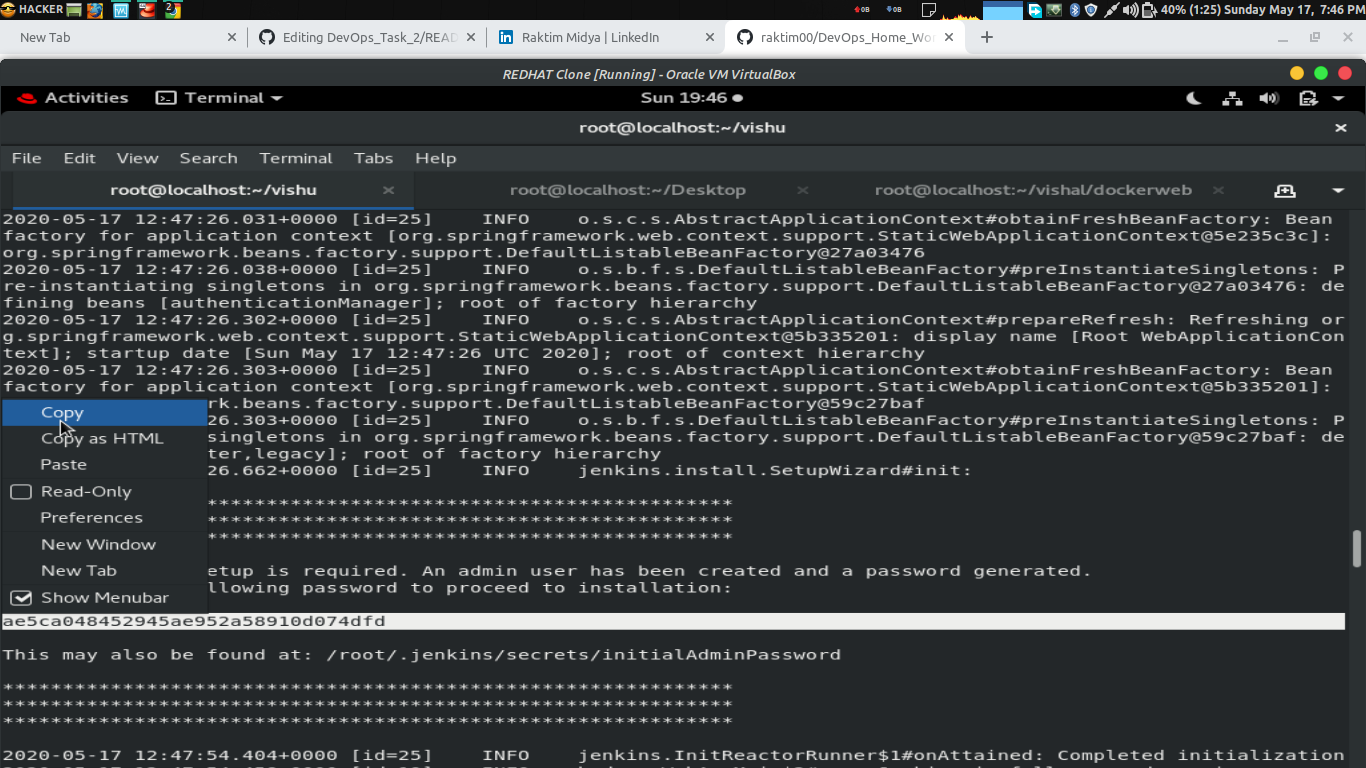 HACKER
0B
0B
40% (1:25) Sunday May 17, 7:46 PM
New Tab
Editing DevOps_Task_2/READ
Raktim Midya | LinkedIn
raktim00/DevOps_Home_Wo
REDHAT Clone [Running] - Oracle VM VirtualBox
Activities
Terminal
Sun 19:46
root@localhost:~/vishu
File Edit View Search Terminal Tabs Help
root@localhost:~/vishu
root@localhost:~/Desktop
root@localhost:~/vishal/dockerweb
2020-05-17 12:47:26.031+0000 [id=25] INFO o.s.c.s.AbstractApplicationContext#obtainFreshBeanFactory: Bean
factory for application context [org.springframework.web.context.support.StaticWebApplicationContext@5e235c3c]:
org.springframework.beans.factory.support.DefaultListableBeanFactory@27a03476
2020-05-17 12:47:26.038+0000 [id=25] INFO o.s.b.f.s.DefaultListableBeanFactory#preInstantiateSingletons: P
re-instantiating singletons in org.springframework.beans.factory.support.DefaultListableBeanFactory@27a03476: de
fining beans [authenticationManager]; root of factory hierarchy
2020-05-17 12:47:26.302+0000 [id=25] INFO o.s.c.s.AbstractApplicationContext#prepareRefresh: Refreshing or
g.springframework.web.context.support.StaticWebApplicationContext@5b335201: display name [Root WebApplicationCon
text]; startup date [Sun May 17 12:47:26 UTC 2020]; root of context hierarchy
2020-05-17 12:47:26.303+0000 [id=25] INFO o.s.c.s.AbstractApplicationContext#obtainFreshBeanFactory: Bean
factory for application context [org.springframework.web.context.support.StaticWebApplicationContext@5b335201]:
rk.beans.factory.support.DefaultListableBeanFactory@59c27baf
26.303+0000 [id=25] INFO o.s.b.f.s.DefaultListableBeanFactory#preInstantiateSingletons: P
singletons in org.springframework.beans.factory.support.DefaultListableBeanFactory@59c27baf: de
ter,legacy]; root of factory hierarchy
26.662+0000 [id=25] INFO jenkins.install.SetupWizard#init:
Copy
Copy as HTML
Paste
Read-Only
Preferences
New Window
New Tab
Show Menubar
********************************************
********************************************
********************************************
etup is required. An admin user has been created and a password generated.
llowing password to proceed to installation:
ae5ca048452945ae952a58910d074dfd
This may also be found at: /root/.jenkins/secrets/initialAdminPassword
*************************************************************
*************************************************************
*************************************************************
2020-05-17 12:47:54.404+0000 [id=25] INFO jenkins.InitReactorRunner$1#onAttained: Completed initialization